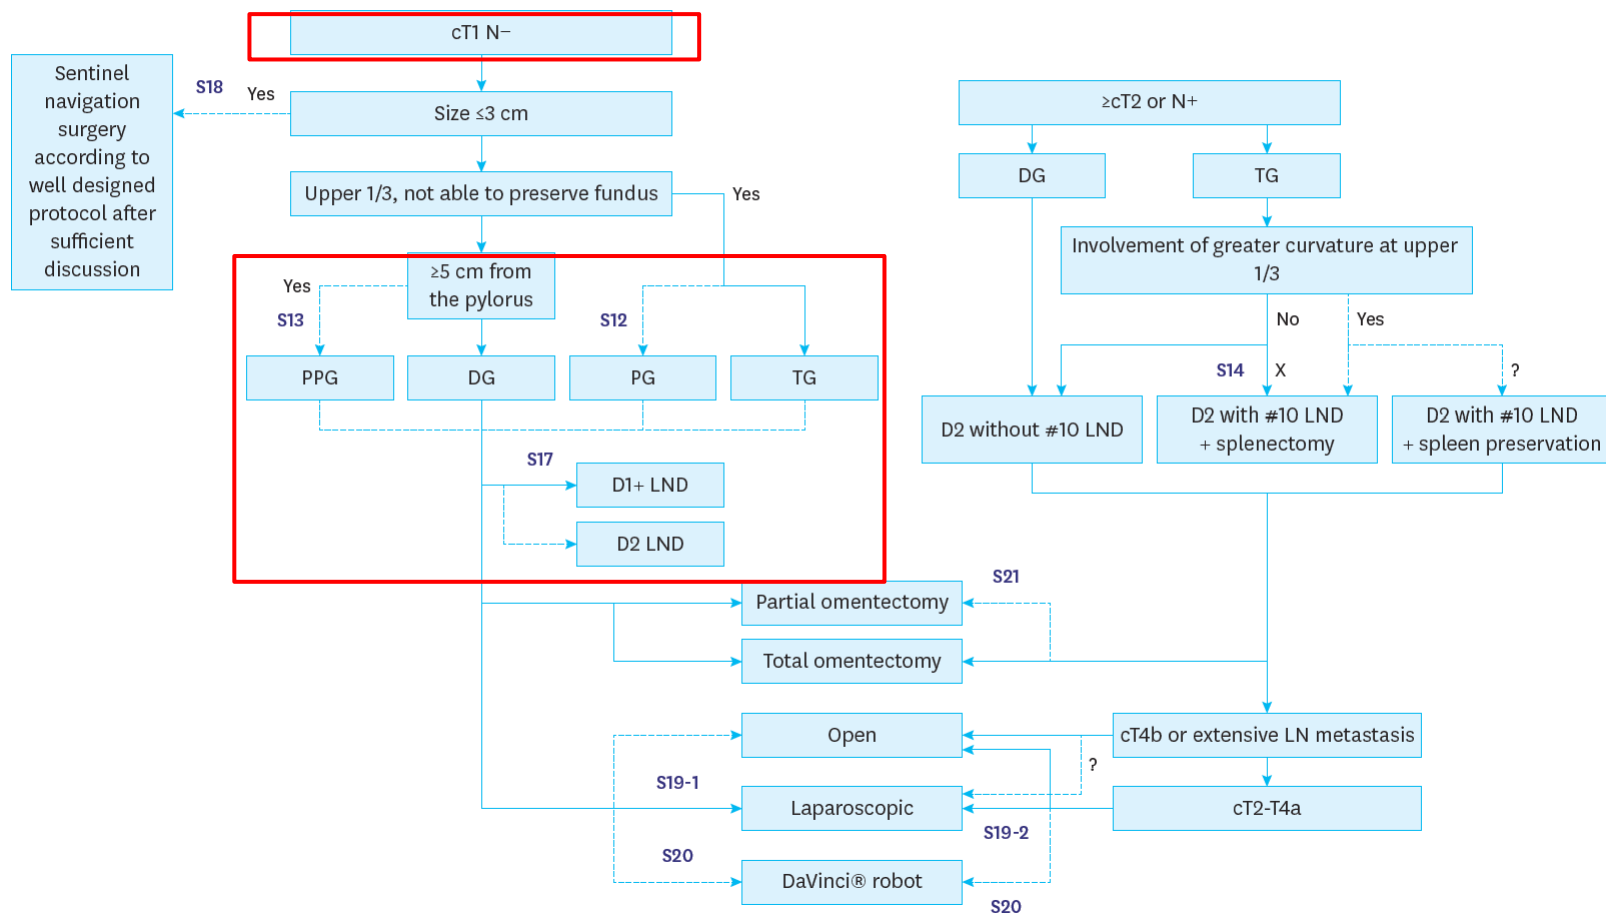 cT1 N−
Sentinel
navigation
surgery
according to
well designed
protocol after
sufficient
discussion
S18
Yes
Size ≤3 cm
Upper 1/3, not able to preserve fundus
Yes
≥5 cm from
the pylorus
Yes
S13
S12
PPG
DG
PG
TG
S17
D1+ LND
D2 LND
≥cT2 or N+
DG
TG
Involvement of greater curvature at upper
1/3
No
Yes
S14
X
?
D2 without #10 LND
D2 with #10 LND
+ splenectomy
D2 with #10 LND
+ spleen preservation
S21
Partial omentectomy
Total omentectomy
Open
cT4b or extensive LN metastasis
?
S19-1
Laparoscopic
cT2-T4a
S19-2
S20
DaVinci® robot
S20